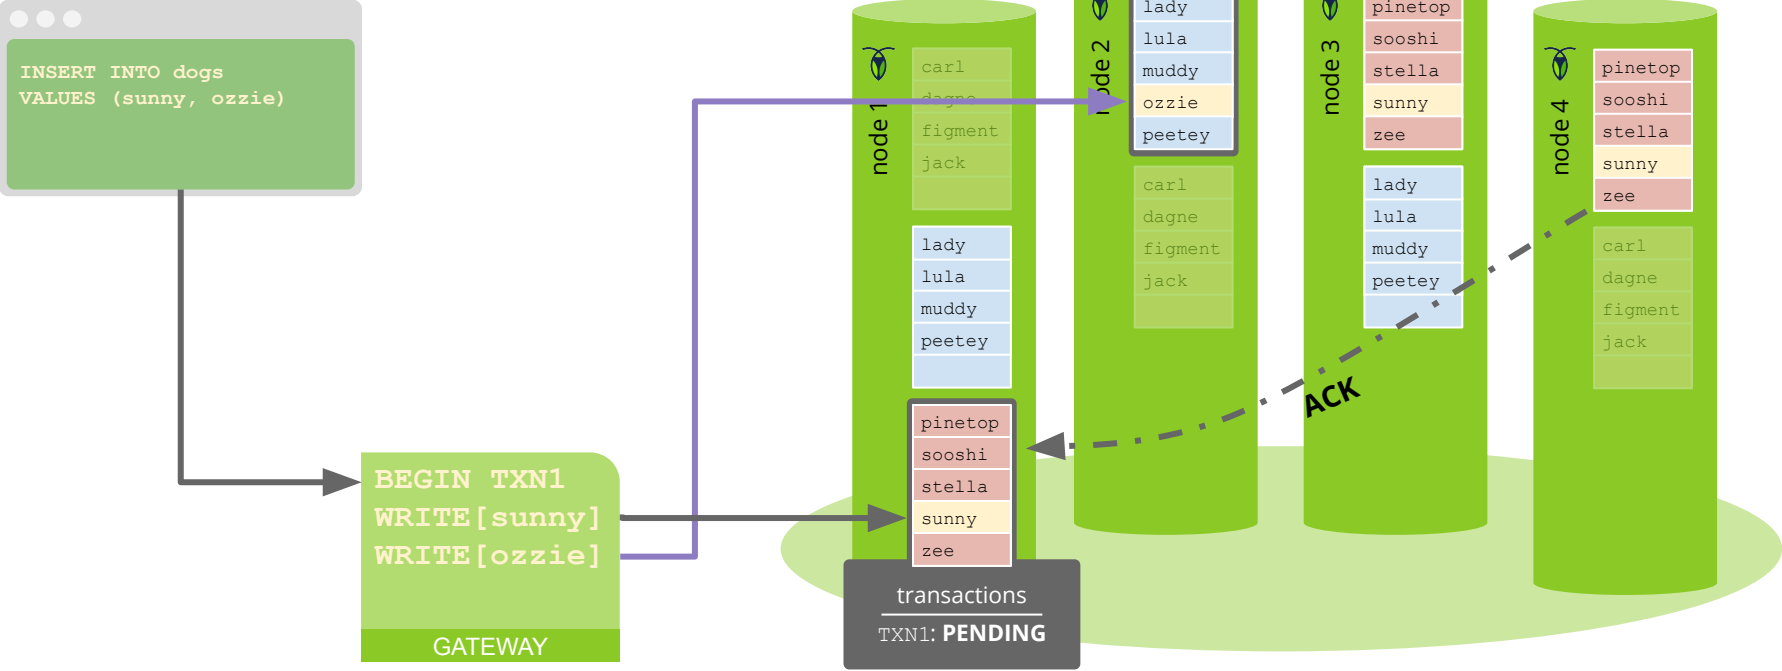 INSERT INTO dogs
VALUES (sunny, ozzie)
BEGIN TXN1
WRITE[sunny]
WRITE[ozzie]
GATEWAY
node 1
carl
dagne
figment
jack
lady
lula
muddy
peetey
pinetop
sooshi
stella
sunny
zee
transactions
TXN1: PENDING
node 2
lady
lula
muddy
ozzie
peetey
carl
dagne
figment
jack
node 3
pinetop
sooshi
stella
sunny
zee
lady
lula
muddy
peetey
ACK
node 4
pinetop
sooshi
stella
sunny
zee
carl
dagne
figment
jack